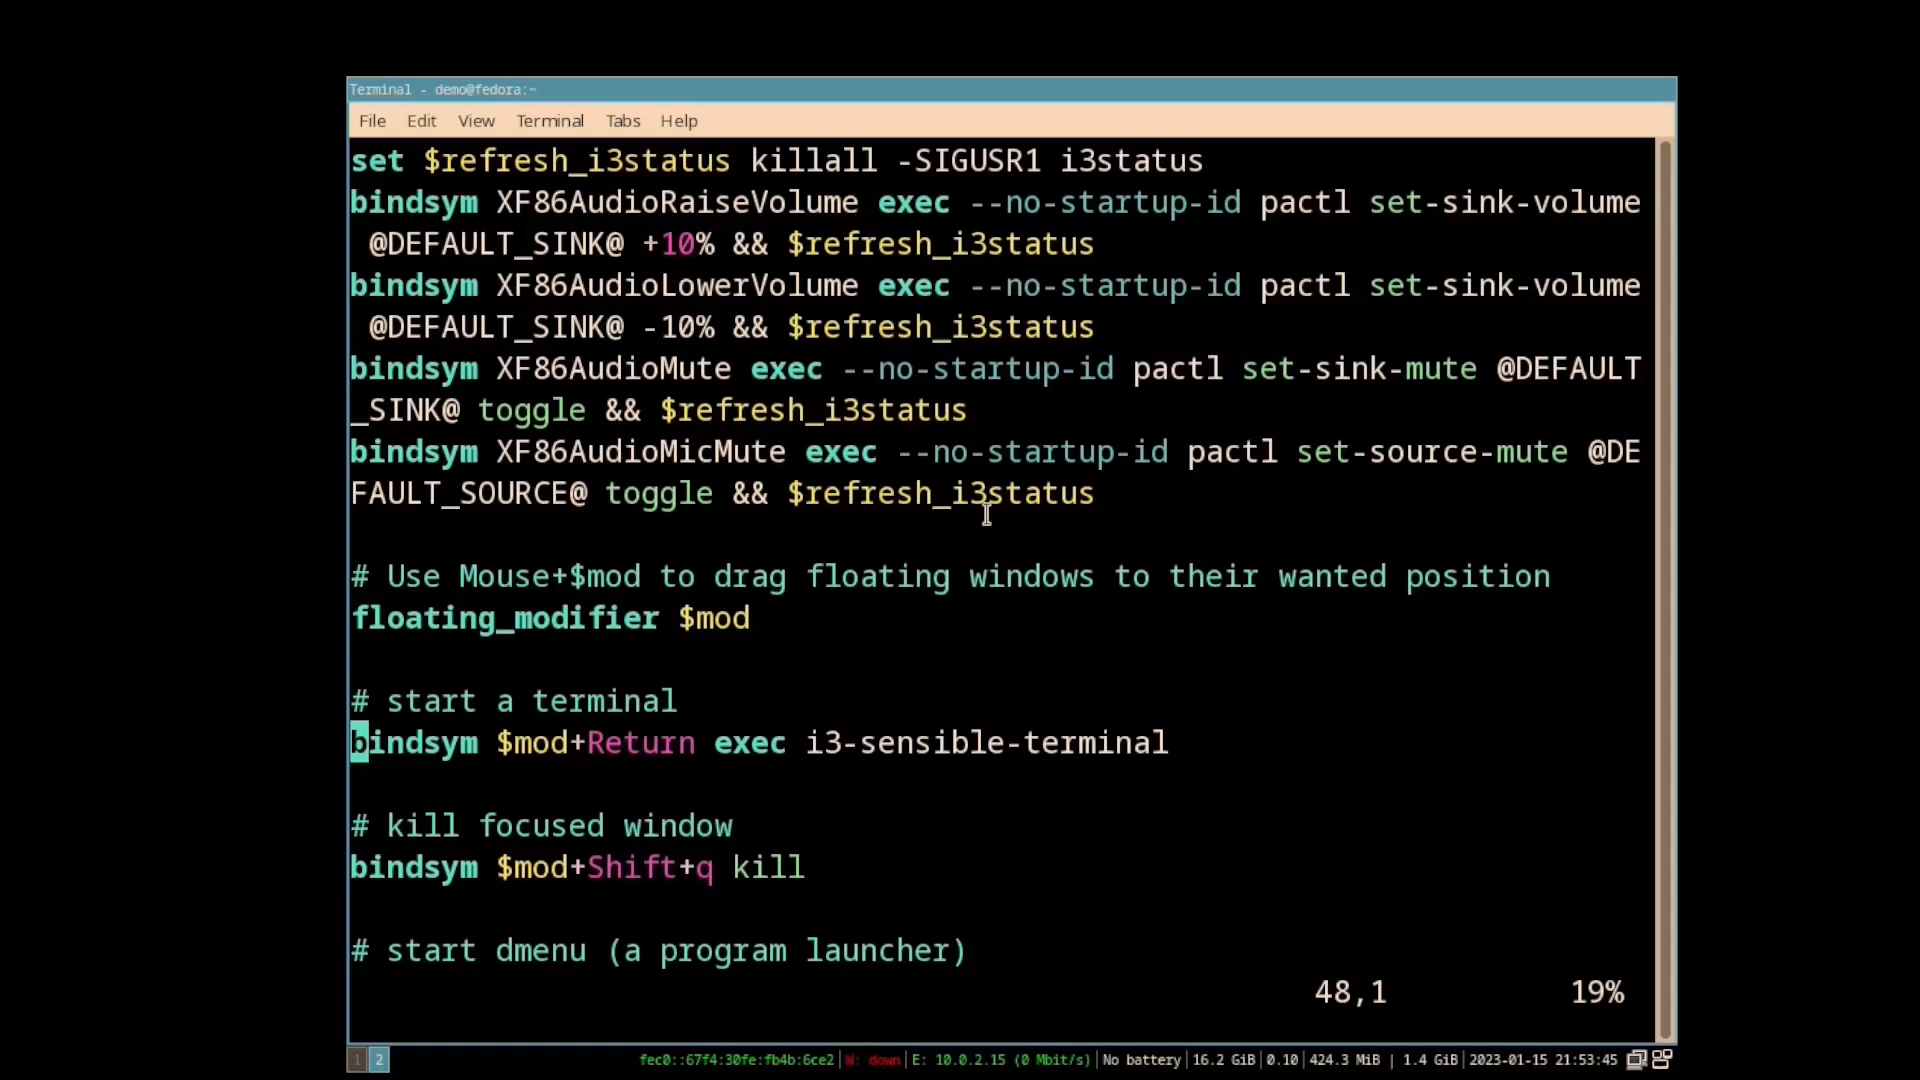 Terminal - demo@fedora:~
File Edit View Terminal Tabs Help
set $refresh_i3status killall -SIGUSR1 i3status
bindsym XF86AudioRaiseVolume exec --no-startup-id pactl set-sink-volume
@DEFAULT_SINK@ +10% && $refresh_i3status
bindsym XF86AudioLowerVolume exec --no-startup-id pactl set-sink-volume
@DEFAULT_SINK@ -10% && $refresh_i3status
bindsym XF86AudioMute exec --no-startup-id pactl set-sink-mute @DEFAULT
_SINK@ toggle && $refresh_i3status
bindsym XF86AudioMicMute exec --no-startup-id pactl set-source-mute @DE
FAULT_SOURCE@ toggle && $refresh_i3status
# Use Mouse+$mod to drag floating windows to their wanted position
floating_modifier $mod
# start a terminal
bindsym $mod+Return exec i3-sensible-terminal
# kill focused window
bindsym $mod+Shift+q kill
# start dmenu (a program launcher)
48,1 19%
1 2 fec0::67f4:30fe:fb4b:6ce2 | W: down | E: 10.0.2.15 (0 Mbit/s) | No battery | 16.2 GiB | 0.10 | 424.3 MiB | 1.4 GiB | 2023-01-15 21:53:45